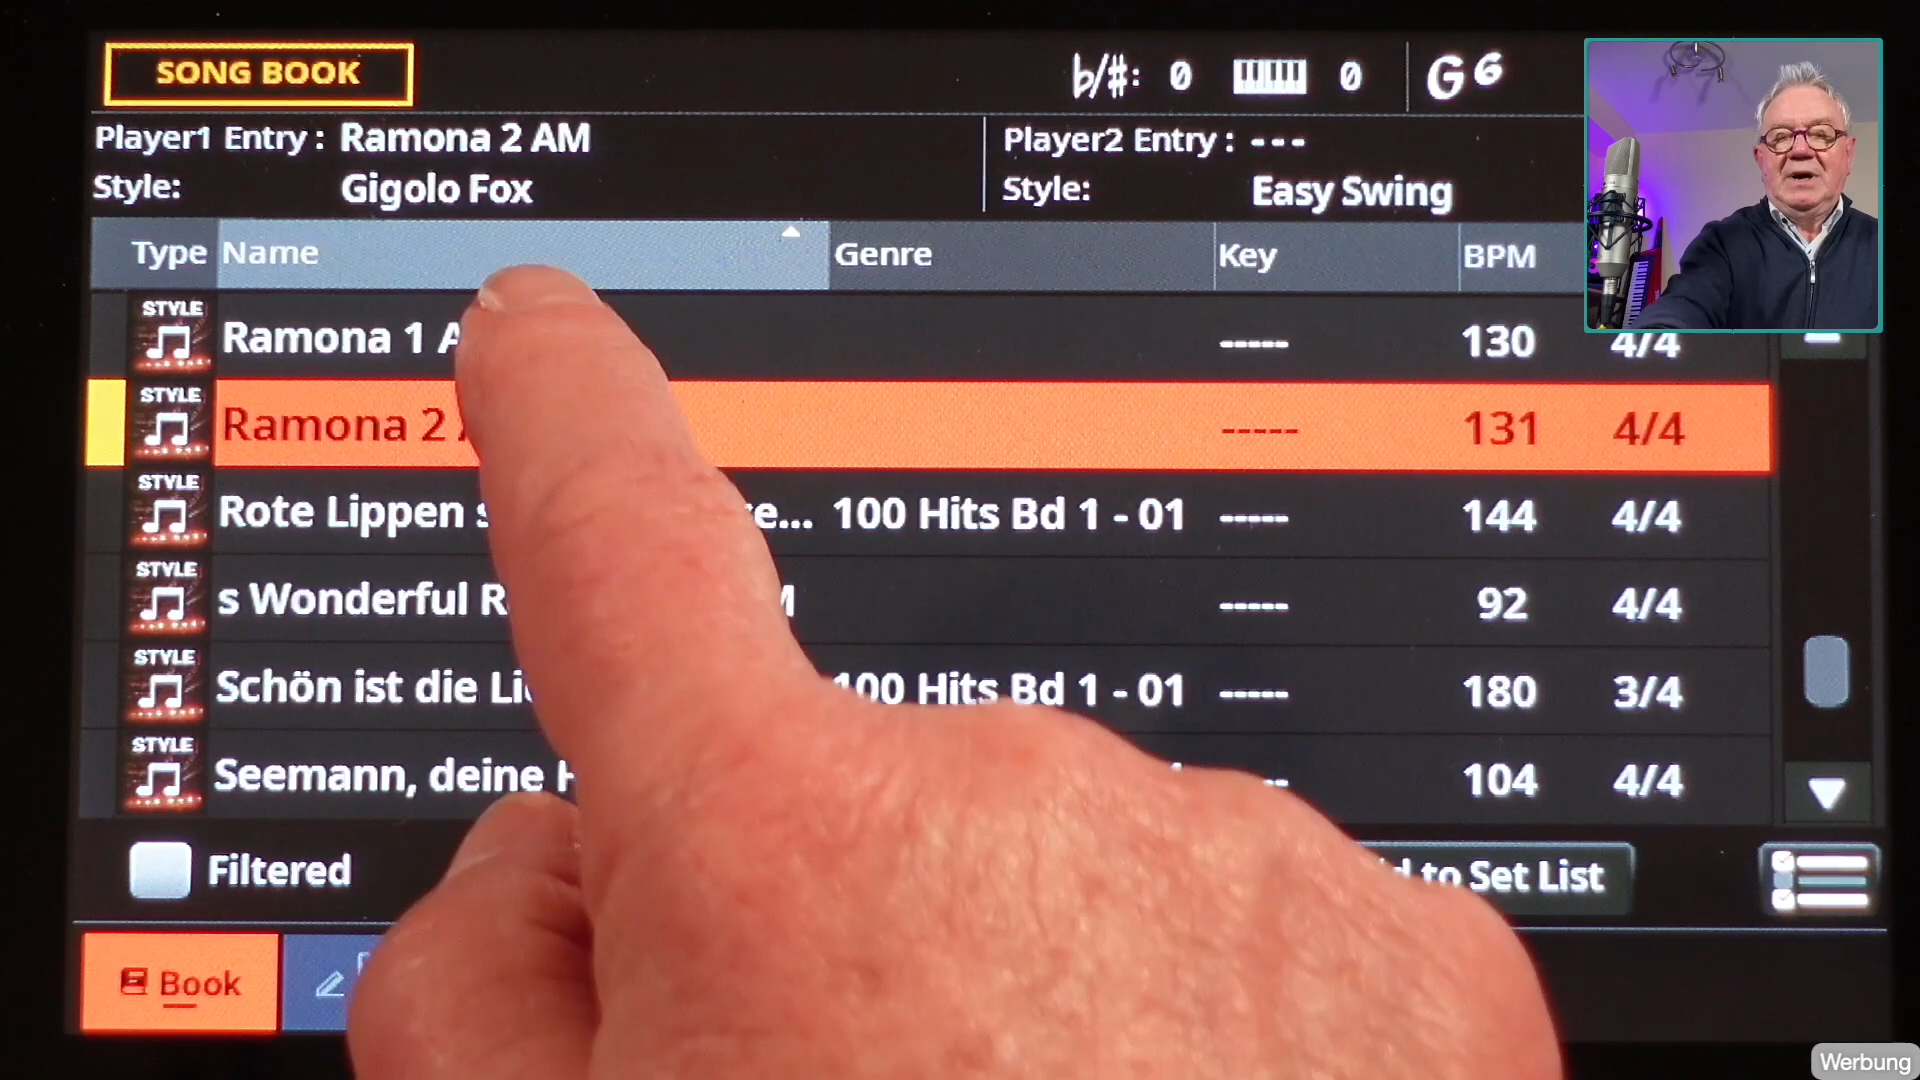 SONG BOOK
b/#: 0 0 G6
Player1 Entry : Ramona 2 AM
Style: Gigolo Fox
Player2 Entry : ---
Style: Easy Swing
Type Name Genre Key BPM
STYLE Ramona 1 ----- 130 4/4
STYLE Ramona 2 ----- 131 4/4
STYLE Rote Lippen ... 100 Hits Bd 1 - 01 ----- 144 4/4
STYLE s Wonderful ----- 92 4/4
STYLE Schön ist die 100 Hits Bd 1 - 01 ----- 180 3/4
STYLE Seemann, deine 104 4/4
Filtered
to Set List
Book
Werbung